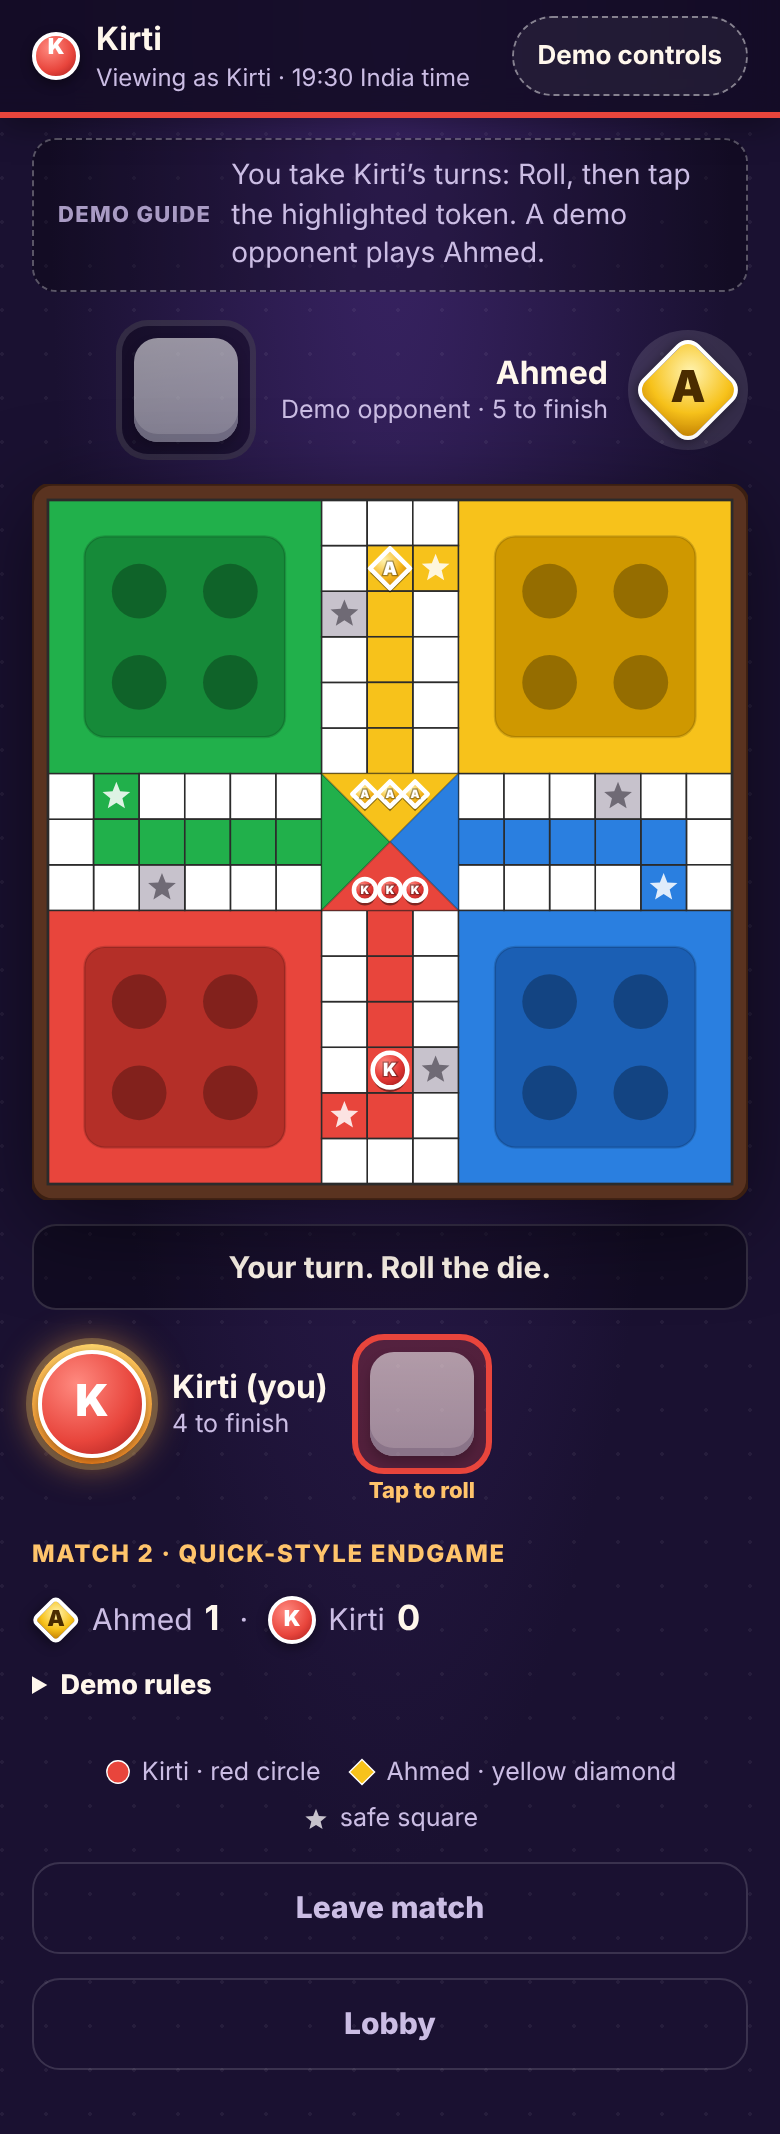 K
Kirti
Viewing as Kirti · 19:30 India time
Demo controls
DEMO GUIDE
You take Kirti’s turns: Roll, then tap
the highlighted token. A demo
opponent plays Ahmed.
Ahmed
Demo opponent · 5 to finish
A
A
A A A
K K K
K
Your turn. Roll the die.
K
Kirti (you)
4 to finish
Tap to roll
MATCH 2 · QUICK-STYLE ENDGAME
A Ahmed 1 · K Kirti 0
Demo rules
Kirti · red circle Ahmed · yellow diamond
safe square
Leave match
Lobby